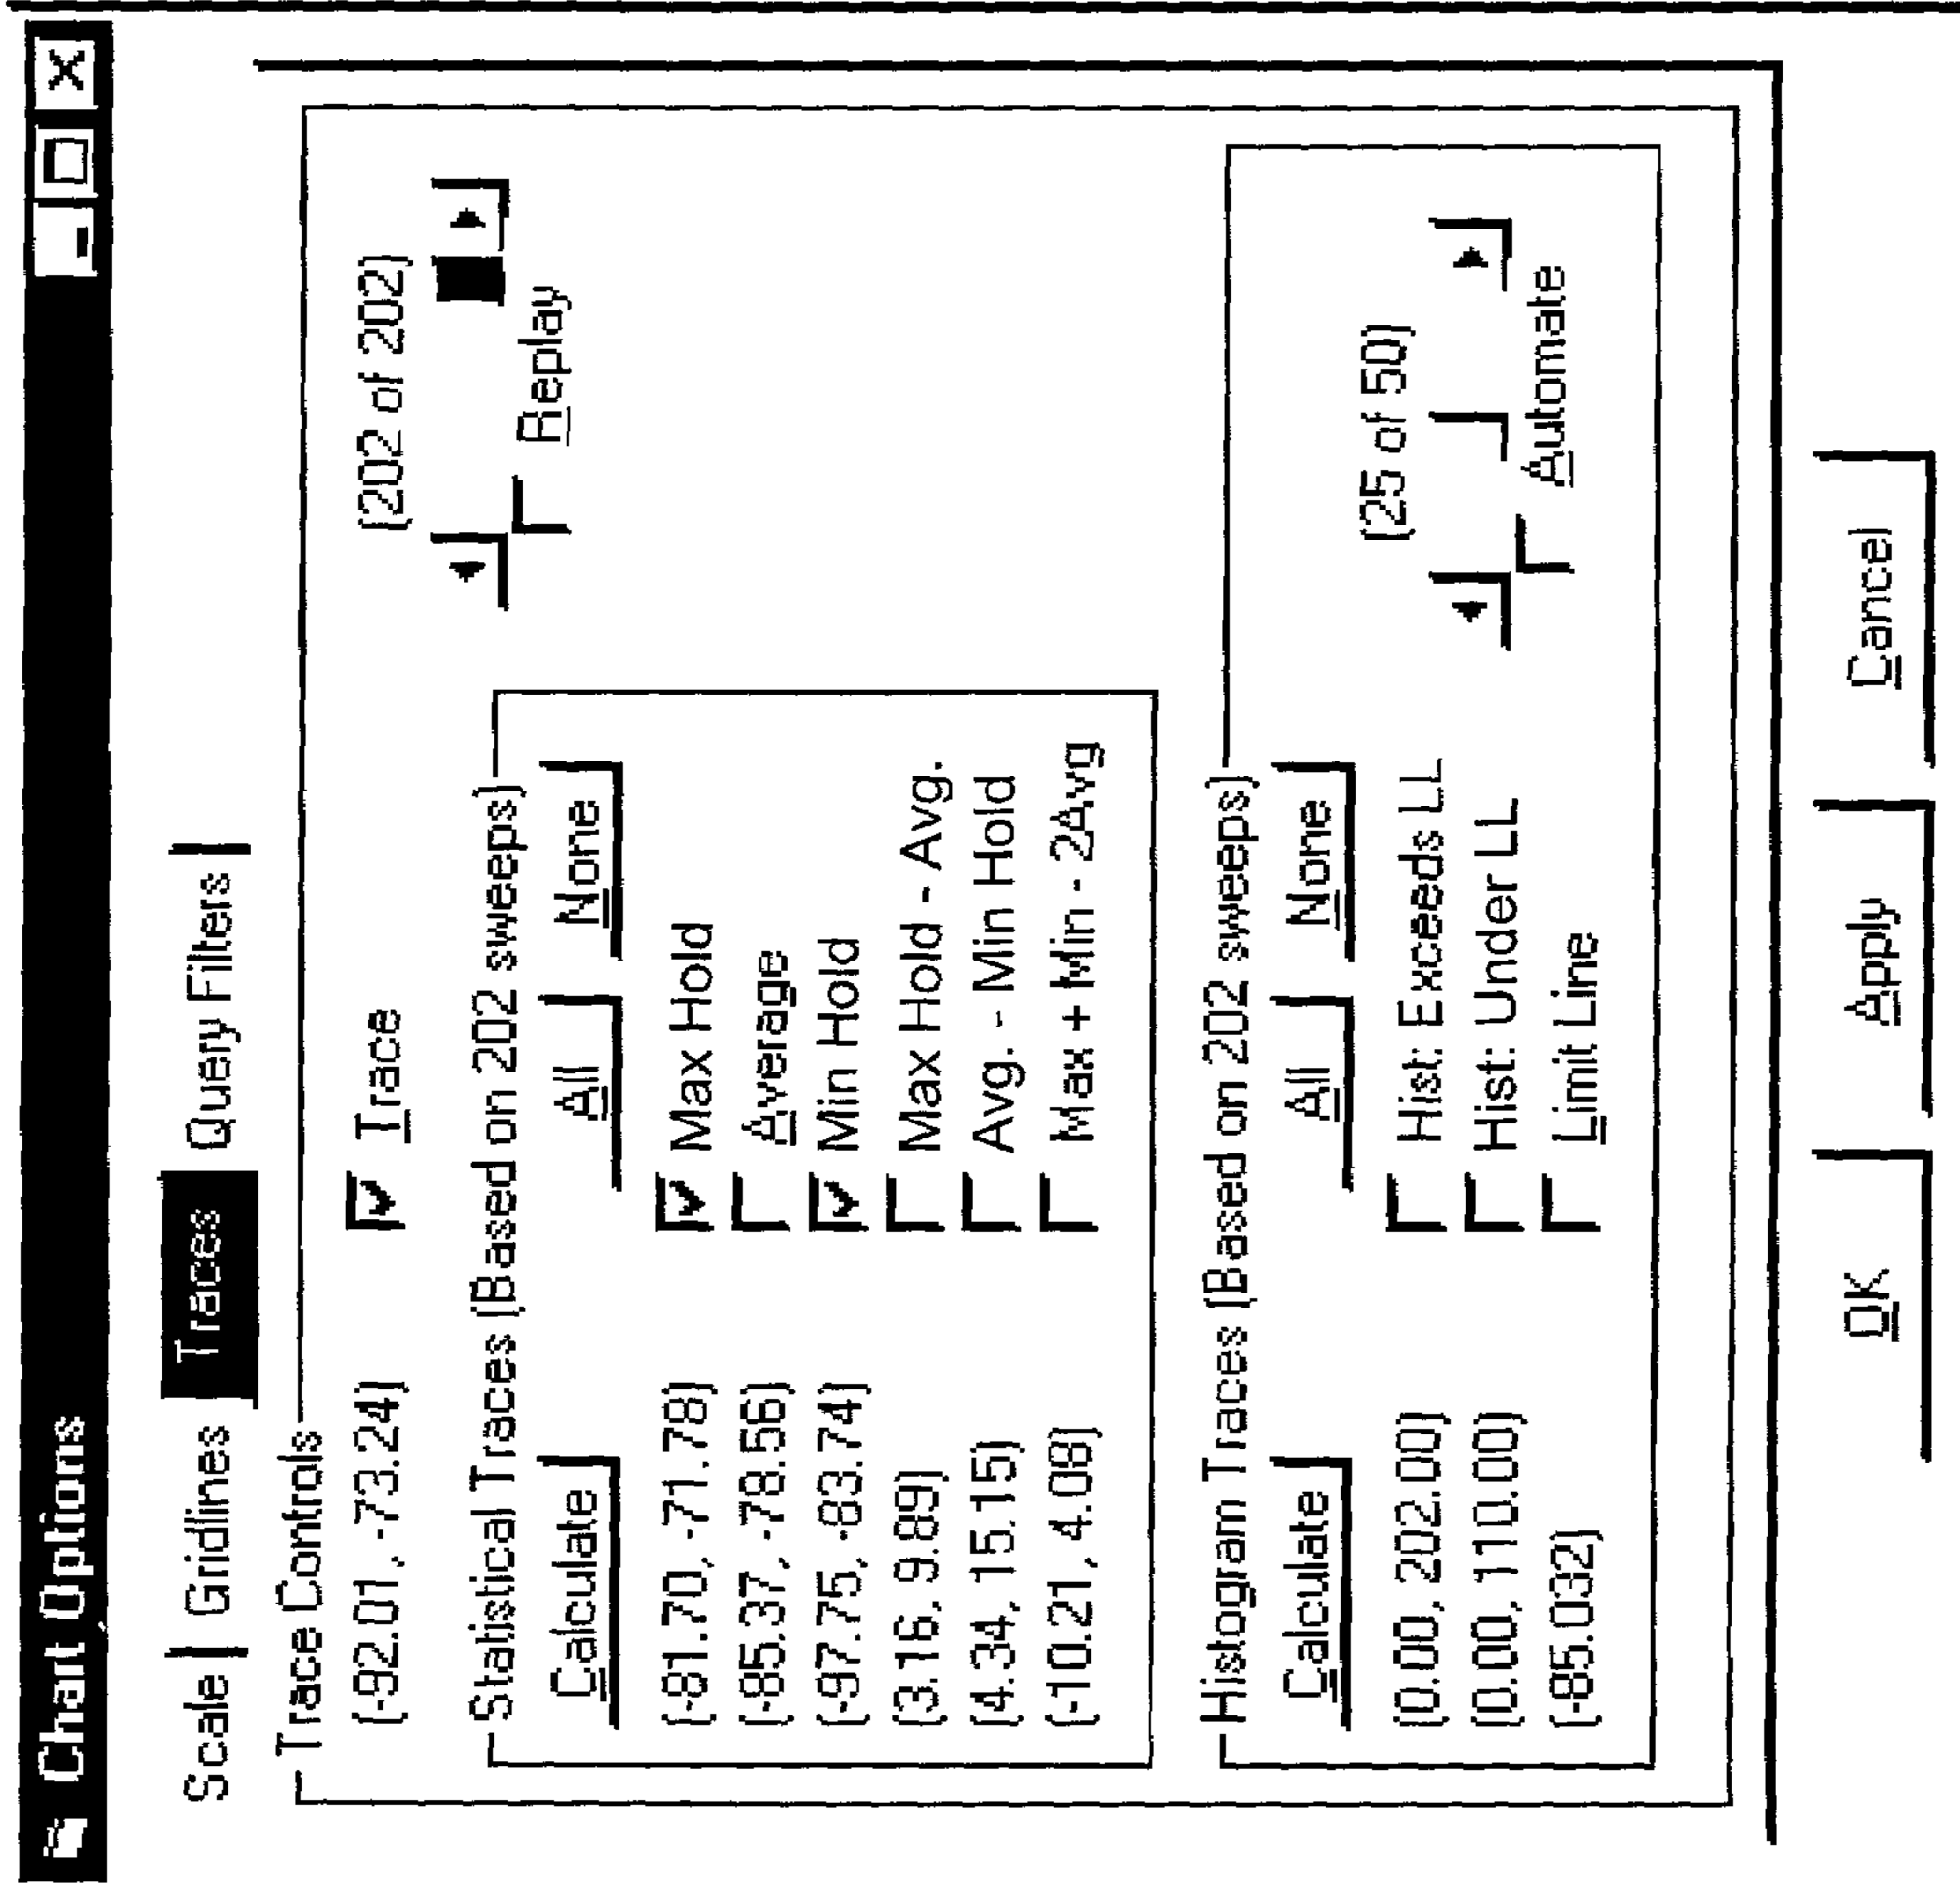 Chart Options
Scale Gridlines Traces Query Filters
Trace Controls
(-92.01, -73.24) Trace (202 of 202)
Replay
Statistical Traces (Based on 202 sweeps)
Calculate All None
(-81.70, -71.78) Max Hold
(-85.37, -78.56) Average
(-97.75, -83.74) Min Hold
(3.16, 9.89) Max Hold - Avg.
(4.34, 15.15) Avg. - Min Hold
(-10.21, 4.08) Max + Min - 2Avg
Histogram Traces (Based on 202 sweeps)
Calculate All None
(25 of 50)
(0.00, 202.00) Hist: Exceeds LL
(0.00, 110.00) Hist: Under LL
Automate
(-85.032) Limit Line
OK Apply Cancel